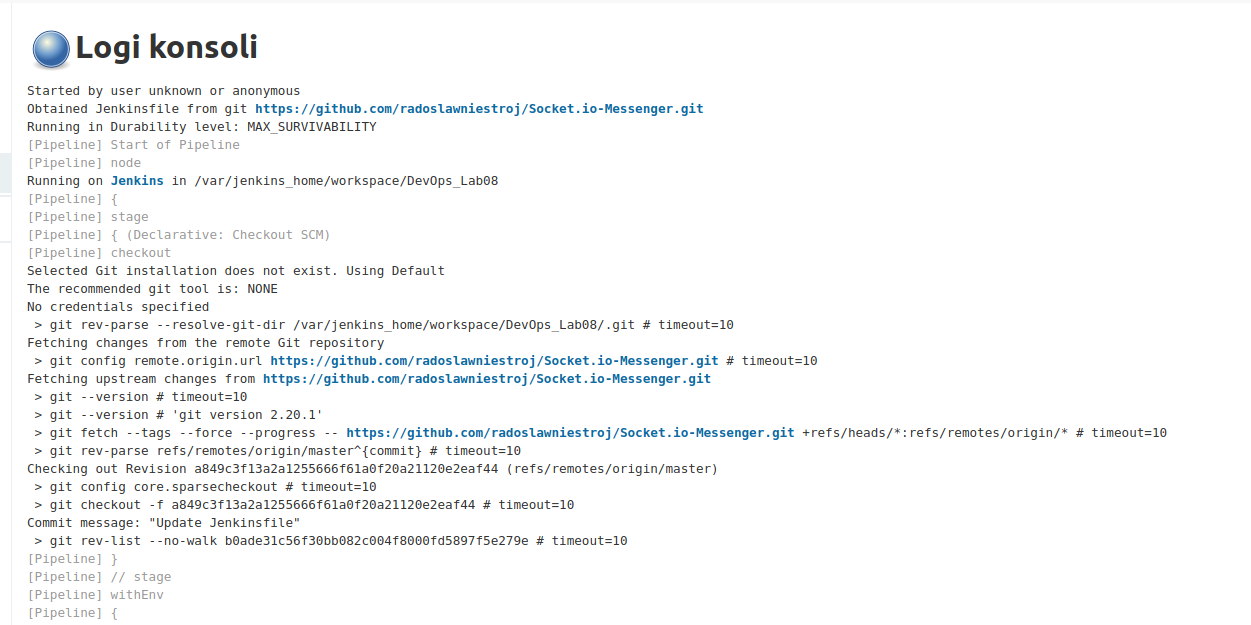 Logi konsoli
Started by user unknown or anonymous
Obtained Jenkinsfile from git https://github.com/radoslawniestroj/Socket.io-Messenger.git
Running in Durability level: MAX_SURVIVABILITY
[Pipeline] Start of Pipeline
[Pipeline] node
Running on Jenkins in /var/jenkins_home/workspace/DevOps_Lab08
[Pipeline] {
[Pipeline] stage
[Pipeline] { (Declarative: Checkout SCM)
[Pipeline] checkout
Selected Git installation does not exist. Using Default
The recommended git tool is: NONE
No credentials specified
 > git rev-parse --resolve-git-dir /var/jenkins_home/workspace/DevOps_Lab08/.git # timeout=10
Fetching changes from the remote Git repository
 > git config remote.origin.url https://github.com/radoslawniestroj/Socket.io-Messenger.git # timeout=10
Fetching upstream changes from https://github.com/radoslawniestroj/Socket.io-Messenger.git
 > git --version # timeout=10
 > git --version # 'git version 2.20.1'
 > git fetch --tags --force --progress -- https://github.com/radoslawniestroj/Socket.io-Messenger.git +refs/heads/*:refs/remotes/origin/* # timeout=10
 > git rev-parse refs/remotes/origin/master^{commit} # timeout=10
Checking out Revision a849c3f13a2a1255666f61a0f20a21120e2eaf44 (refs/remotes/origin/master)
 > git config core.sparsecheckout # timeout=10
 > git checkout -f a849c3f13a2a1255666f61a0f20a21120e2eaf44 # timeout=10
Commit message: "Update Jenkinsfile"
 > git rev-list --no-walk b0ade31c56f30bb082c004f8000fd5897f5e279e # timeout=10
[Pipeline] }
[Pipeline] // stage
[Pipeline] withEnv
[Pipeline] {